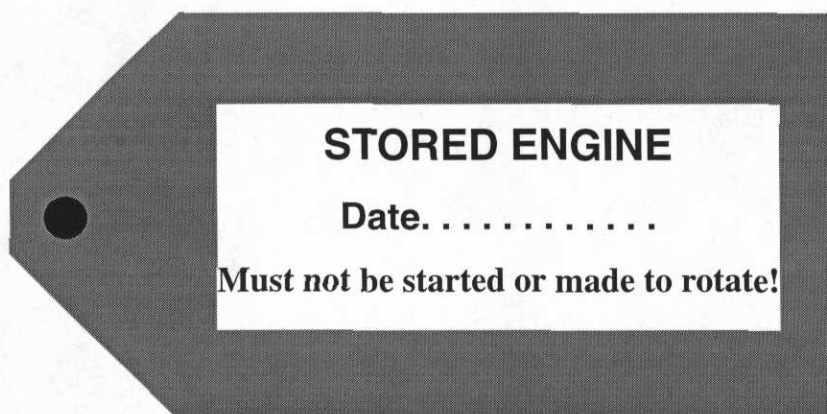 STORED ENGINE
Date. . . . . . . . . . . .
Must not be started or made to rotate!